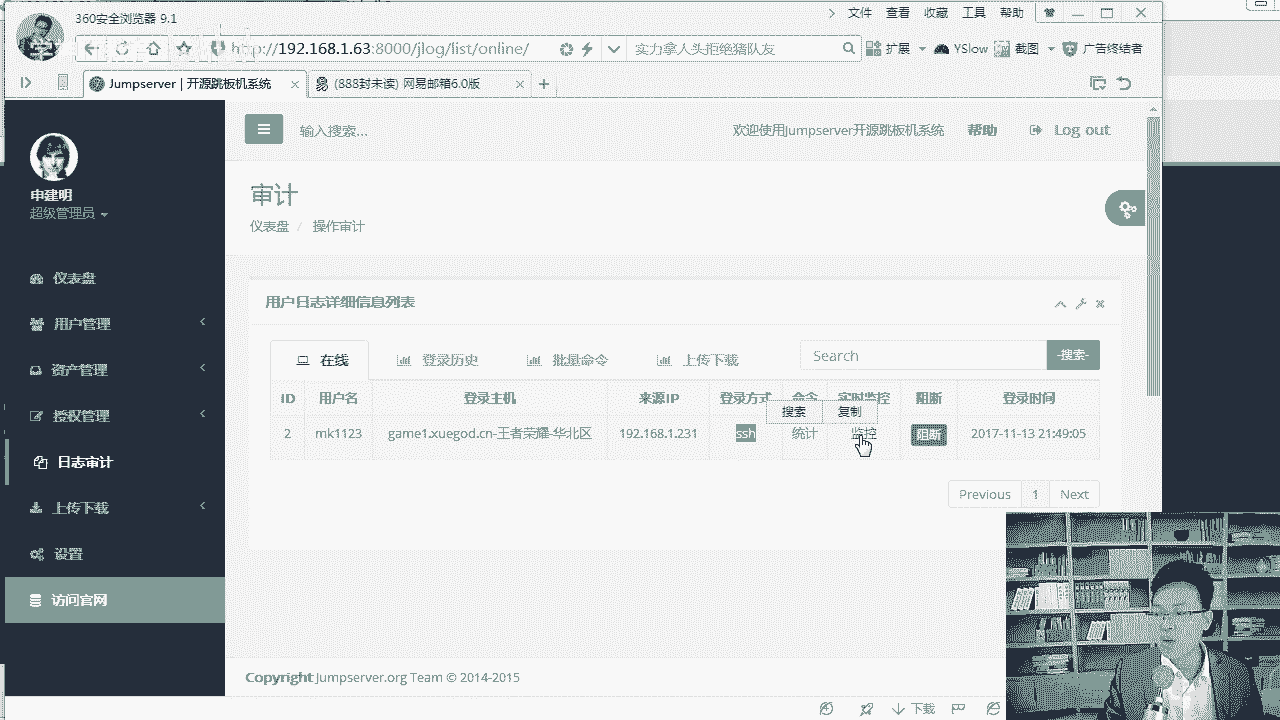 360安全浏览器 9.1
文件 查看 收藏 工具 帮助
http://192.168.1.63:8000/jlog/list/online/
实力拿人头拒绝猪队友
扩展 YSlow 截图 广告终结者
Jumpserver | 开源跳板机系统
(888封未读) 网易邮箱6.0版
输入搜索...
欢迎使用Jumpserver开源跳板机系统 帮助 Log out
申建明
超级管理员
仪表盘
用户管理
资产管理
授权管理
日志审计
上传下载
设置
访问官网
审计
仪表盘 / 操作审计
用户日志详细信息列表
在线 登录历史 批量命令 上传下载
Search -搜索-
ID 用户名 登录主机 来源IP 登录方式 命令 实时监控 阻断 登录时间
搜索 复制
2 mk1123 game1.xuegod.cn-王者荣耀-华北区 192.168.1.231 ssh 统计 监控 阻断 2017-11-13 21:49:05
Previous 1 Next
Copyright Jumpserver.org Team © 2014-2015
下载